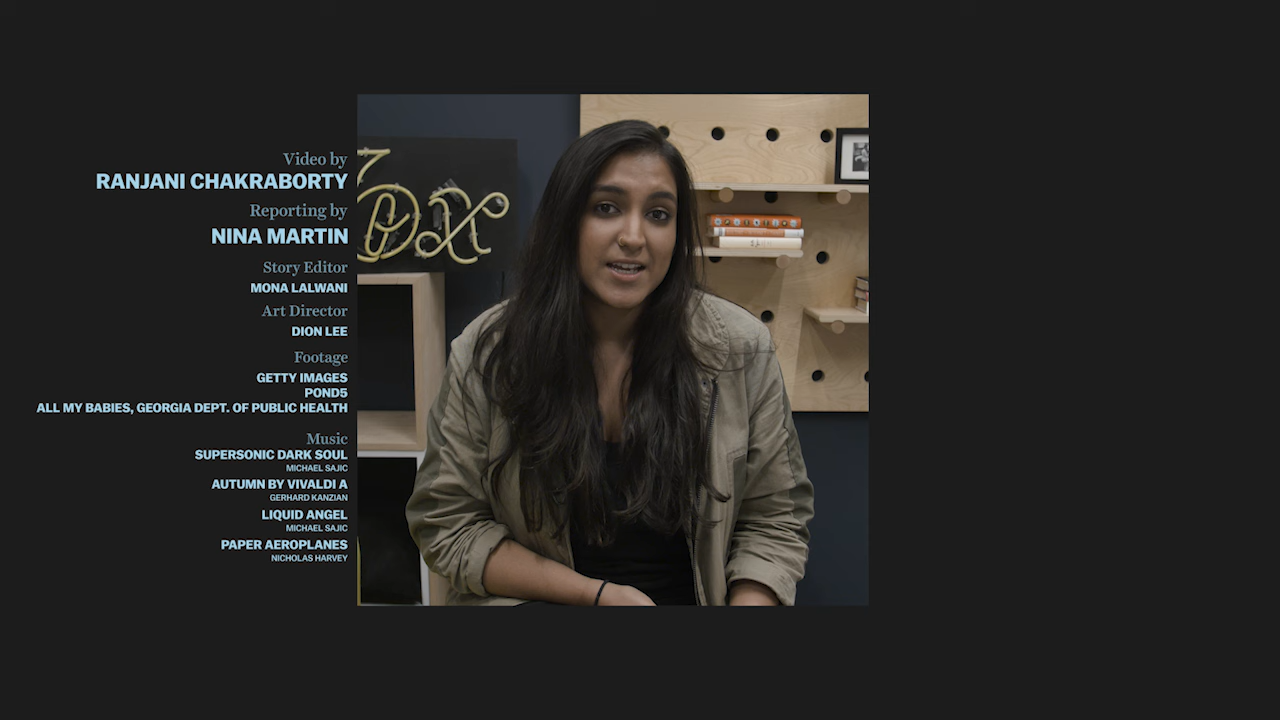 Video by
RANJANI CHAKRABORTY
Reporting by
NINA MARTIN
Story Editor
MONA LALWANI
Art Director
DION LEE
Footage
GETTY IMAGES
POND5
ALL MY BABIES, GEORGIA DEPT. OF PUBLIC HEALTH
Music
SUPERSONIC DARK SOUL
MICHAEL SAJIC
AUTUMN BY VIVALDI A
GERHARD KANZIAN
LIQUID ANGEL
MICHAEL SAJIC
PAPER AEROPLANES
NICHOLAS HARVEY
Vox